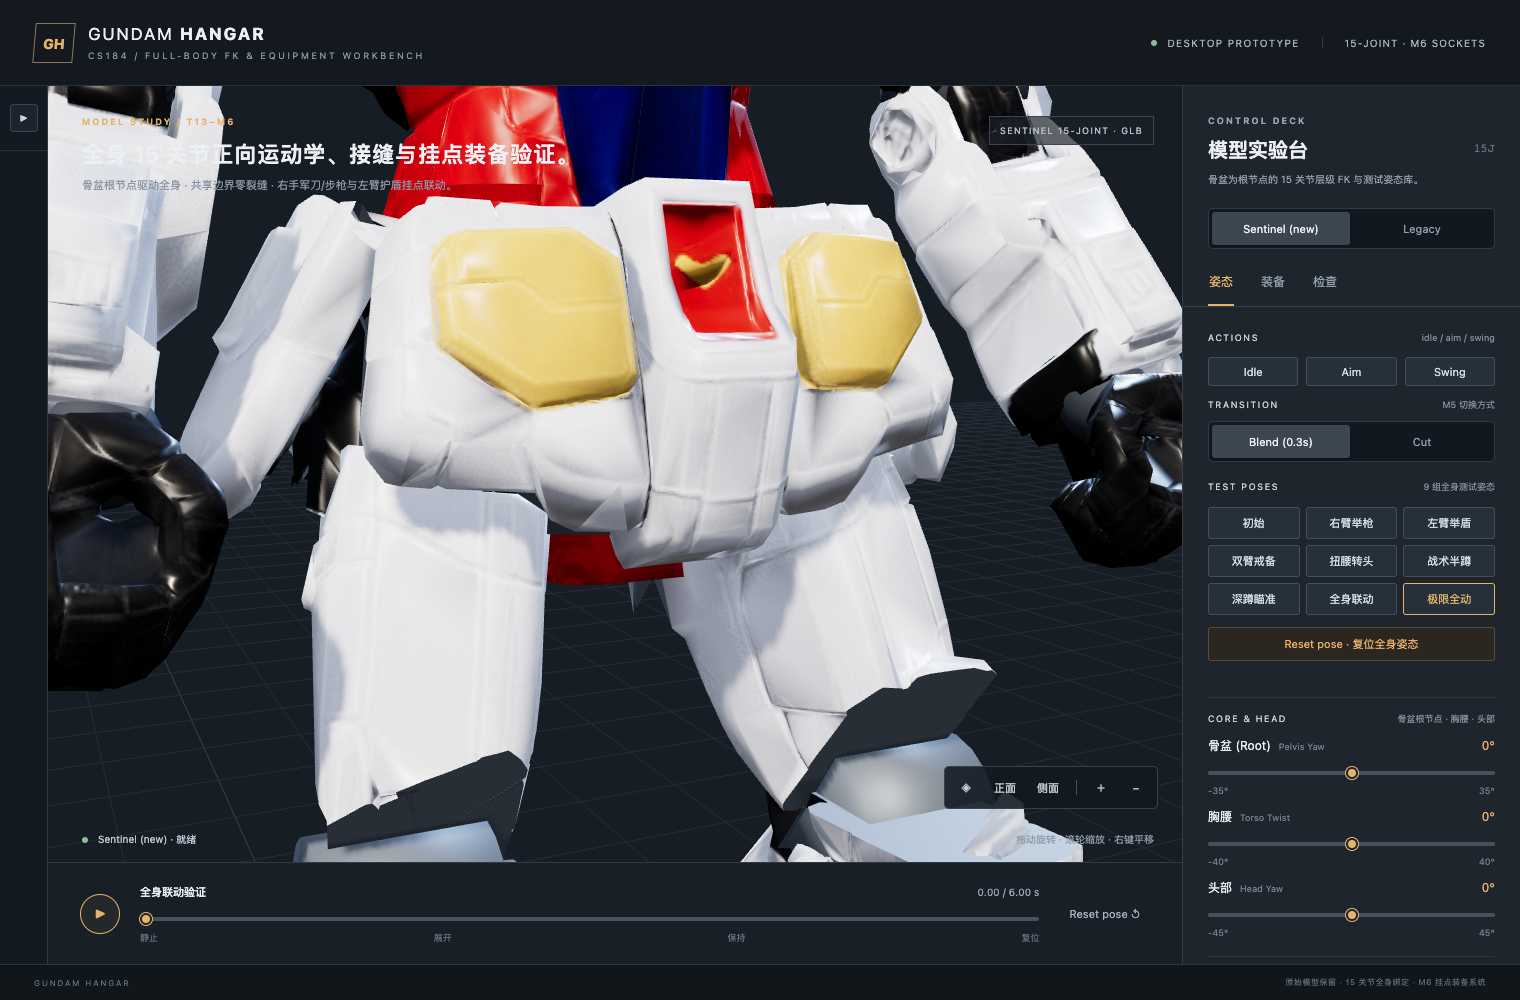 GH
GUNDAM HANGAR
CS184 / FULL-BODY FK & EQUIPMENT WORKBENCH
DESKTOP PROTOTYPE
15-JOINT · M6 SOCKETS
MODEL STUDY / T13–M6
全身 15 关节正向运动学、接缝与挂点装备验证。
骨盆根节点驱动全身 · 共享边界零裂缝 · 右手军刀/步枪与左臂护盾挂点联动。
SENTINEL 15-JOINT · GLB
正面
侧面
+
−
Sentinel (new) · 就绪
拖动旋转 · 滚轮缩放 · 右键平移
全身联动验证
0.00 / 6.00 s
静止
展开
保持
复位
Reset pose
CONTROL DECK
模型实验台
15J
骨盆为根节点的 15 关节层级 FK 与测试姿态库。
Sentinel (new)
Legacy
姿态
装备
检查
ACTIONS
idle / aim / swing
Idle
Aim
Swing
TRANSITION
M5 切换方式
Blend (0.3s)
Cut
TEST POSES
9 组全身测试姿态
初始
右臂举枪
左臂举盾
双臂戒备
扭腰转头
战术半蹲
深蹲瞄准
全身联动
极限全动
Reset pose · 复位全身姿态
CORE & HEAD
骨盆根节点 · 胸腰 · 头部
骨盆 (Root) Pelvis Yaw
0°
-35°
35°
胸腰 Torso Twist
0°
-40°
40°
头部 Head Yaw
0°
-45°
45°
GUNDAM HANGAR
原始模型保留 · 15 关节全身绑定 · M6 挂点装备系统